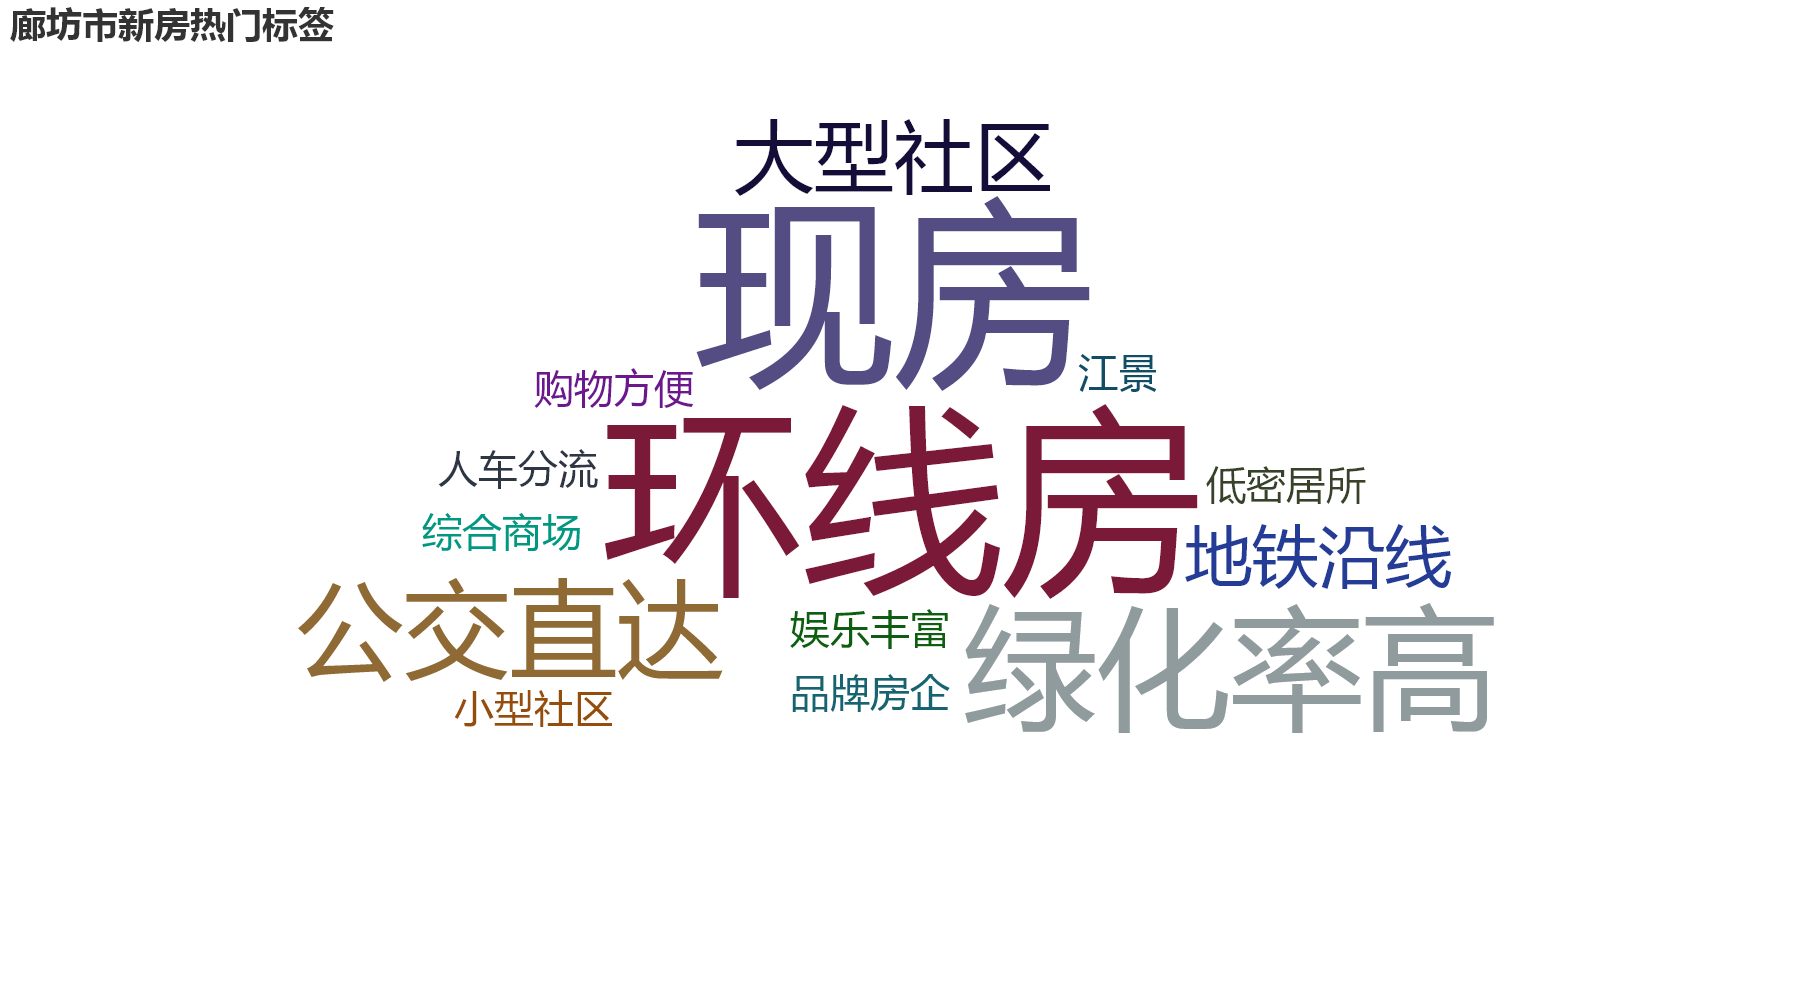 廊坊市新房热门标签
大型社区
现房
江景
购物方便
环线房
人车分流
低密居所
综合商场
地铁沿线
公交直达
娱乐丰富
绿化率高
品牌房企
小型社区